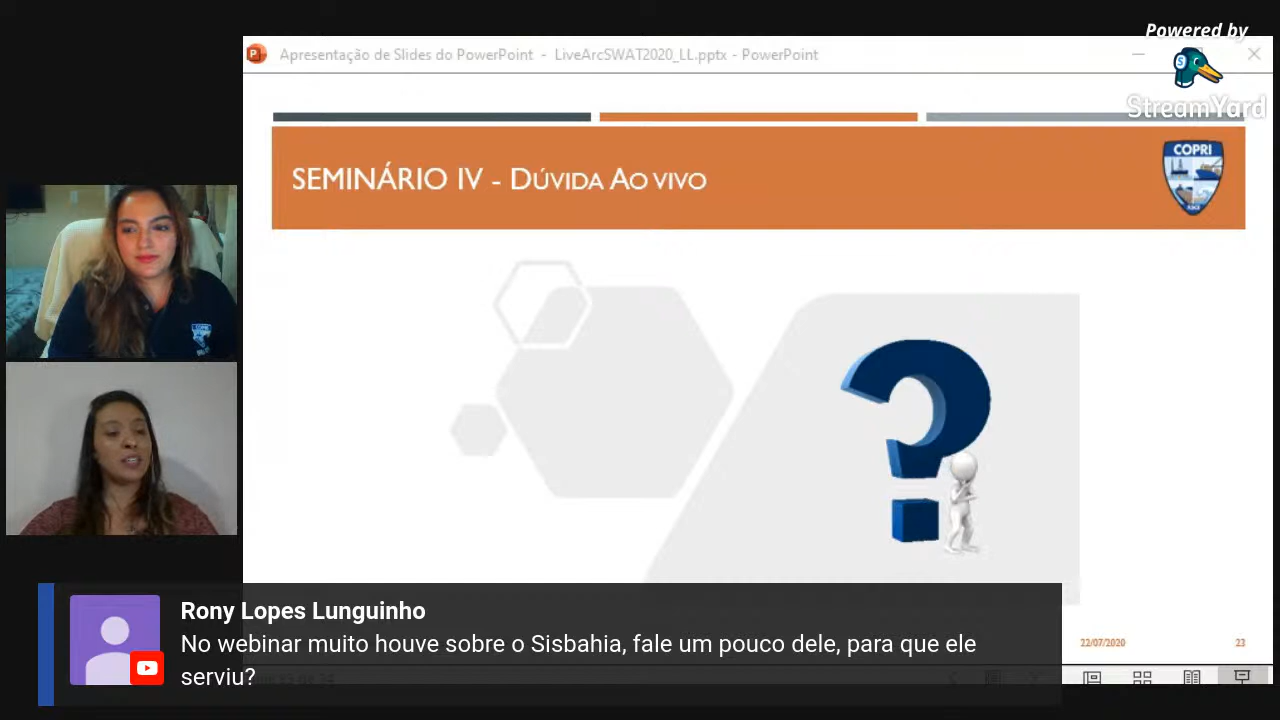 Powered by
StreamYard
Apresentação de Slides do PowerPoint - LiveArcSWAT2020_LL.pptx - PowerPoint
SEMINÁRIO IV - DÚVIDA AO VIVO
COPRI
COPRI
22/07/2020
23
Rony Lopes Lunguinho
No webinar muito houve sobre o Sisbahia, fale um pouco dele, para que ele
serviu?